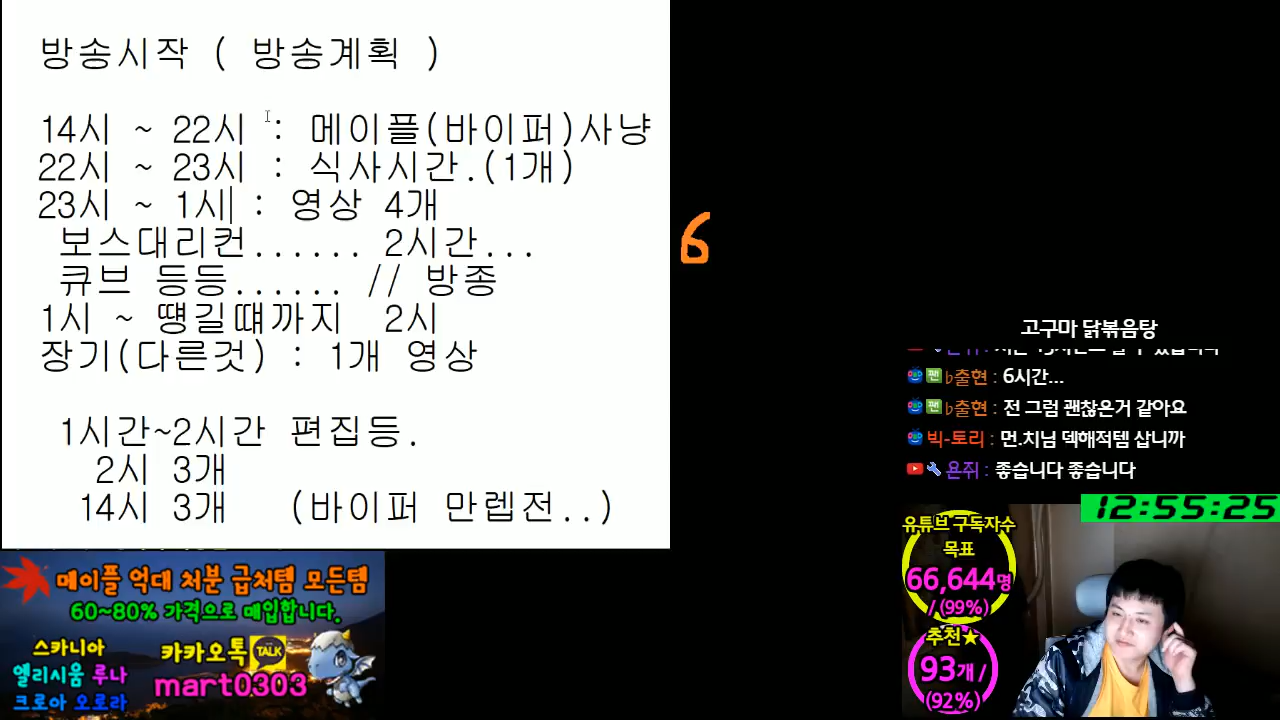 방송시작 ( 방송계획 )
14시 ~ 22시 : 메이플(바이퍼)사냥
22시 ~ 23시 : 식사시간.(1개)
23시 ~ 1시 : 영상 4개
보스대리컨...... 2시간...
큐브 등등...... // 방종
1시 ~ 땽길떄까지 2시
장기(다른것) : 1개 영상
1시간~2시간 편집등.
2시 3개
14시 3개 (바이퍼 만렙전..)
6
고구마 닭볶음탕
♭출현 : 6시간...
♭출현 : 전 그럼 괜찮은거 같아요
빅-토리 : 먼.치님 덱해적템 삽니까
욘쥐 : 좋습니다 좋습니다
12:55:25
유튜브 구독자수
목표
66,644명
/ (99%)
추천★
93개 /
(92%)
메이플 억대 처분 급처템 모든템
60~80% 가격으로 매입합니다.
스카니아
엘리시움 루나
크로아 오로라
카카오톡 TALK
mart0303